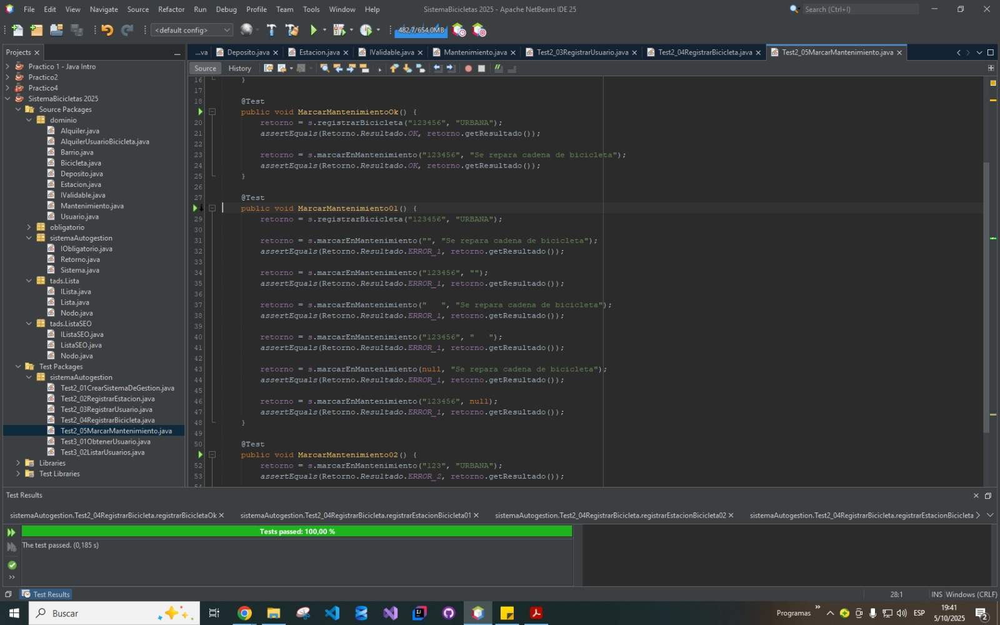 File Edit View Navigate Source Refactor Run Debug Profile Team Tools Window Help
SistemaBicicletas 2025 - Apache NetBeans IDE 25
Search (Ctrl+I)
<default config>
482,7/654,0MB
Projects
...va Deposito.java Estacion.java IValidable.java Mantenimiento.java Test2_03RegistrarUsuario.java Test2_04RegistrarBicicleta.java Test2_05MarcarMantenimiento.java
Source History
Practico 1 - Java Intro
Practico2
Practico4
SistemaBicicletas 2025
Source Packages
dominio
Alquiler.java
AlquilerUsuarioBicicleta.java
Barrio.java
Bicicleta.java
Deposito.java
Estacion.java
IValidable.java
Mantenimiento.java
Usuario.java
obligatorio
sistemaAutogestion
IObligatorio.java
Retorno.java
Sistema.java
tads.Lista
ILista.java
Lista.java
Nodo.java
tads.ListaSEO
IListaSEO.java
ListaSEO.java
Nodo.java
Test Packages
sistemaAutogestion
Test2_01CrearSistemaDeGestion.java
Test2_02RegistrarEstacion.java
Test2_03RegistrarUsuario.java
Test2_04RegistrarBicicleta.java
Test2_05MarcarMantenimiento.java
Test3_01ObtenerUsuario.java
Test3_02ListarUsuarios.java
Libraries
Test Libraries
16 }
17
18 @Test
public void MarcarMantenimientoOk() {
20 retorno = s.registrarBicicleta("123456", "URBANA");
21 assertEquals(Retorno.Resultado.OK, retorno.getResultado());
22
23 retorno = s.marcarEnMantenimiento("123456", "Se repara cadena de bicicleta");
24 assertEquals(Retorno.Resultado.OK, retorno.getResultado());
25 }
26
27 @Test
public void MarcarMantenimiento01() {
29 retorno = s.registrarBicicleta("123456", "URBANA");
30
31 retorno = s.marcarEnMantenimiento("", "Se repara cadena de bicicleta");
32 assertEquals(Retorno.Resultado.ERROR_1, retorno.getResultado());
33
34 retorno = s.marcarEnMantenimiento("123456", "");
35 assertEquals(Retorno.Resultado.ERROR_1, retorno.getResultado());
36
37 retorno = s.marcarEnMantenimiento("   ", "Se repara cadena de bicicleta");
38 assertEquals(Retorno.Resultado.ERROR_1, retorno.getResultado());
39
40 retorno = s.marcarEnMantenimiento("123456", "   ");
41 assertEquals(Retorno.Resultado.ERROR_1, retorno.getResultado());
42
43 retorno = s.marcarEnMantenimiento(null, "Se repara cadena de bicicleta");
44 assertEquals(Retorno.Resultado.ERROR_1, retorno.getResultado());
45
46 retorno = s.marcarEnMantenimiento("123456", null);
47 assertEquals(Retorno.Resultado.ERROR_1, retorno.getResultado());
48 }
49
50 @Test
public void MarcarMantenimiento02() {
52 retorno = s.marcarEnMantenimiento("123", "URBANA");
53 assertEquals(Retorno.Resultado.ERROR_2, retorno.getResultado());
Test Results
sistemaAutogestion.Test2_04RegistrarBicicleta.registrarBicicletaOk sistemaAutogestion.Test2_04RegistrarBicicleta.registrarEstacionBicicleta01 sistemaAutogestion.Test2_04RegistrarBicicleta.registrarEstacionBicicleta02 sistemaAutogestion.Test2_04RegistrarBicicleta.registrarEstacionBicicleta
Tests passed: 100,00 %
The test passed. (0,185 s)
Test Results
28:1 INS Windows (CRLF)
Buscar
Programas
ESP
19:41
5/10/2025
2